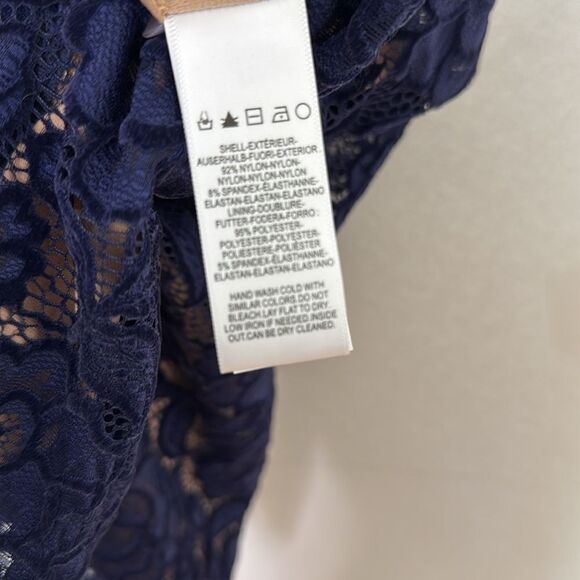 SHELL-EXTÉRIEUR-
AUSERHALB-FUORI-EXTERIOR:
92% NYLON-NYLON-
NYLON-NYLON-NYLON
8% SPANDEX-ÉLASTHANNE-
ELASTAN-ELASTAN-ELASTANO
LINING-DOUBLURE-
FUTTER-FODERA-FORRO :
95% POLYESTER-
POLYESTER-POLYESTER-
POLIESTERE-POLIÉSTER
5% SPANDEX-ÉLASTHANNE-
ELASTAN-ELASTAN-ELASTANO
HAND WASH COLD WITH
SIMILAR COLORS.DO NOT
BLEACH.LAY FLAT TO DRY.
LOW IRON IF NEEDED.INSIDE
OUT.CAN BE DRY CLEANED.